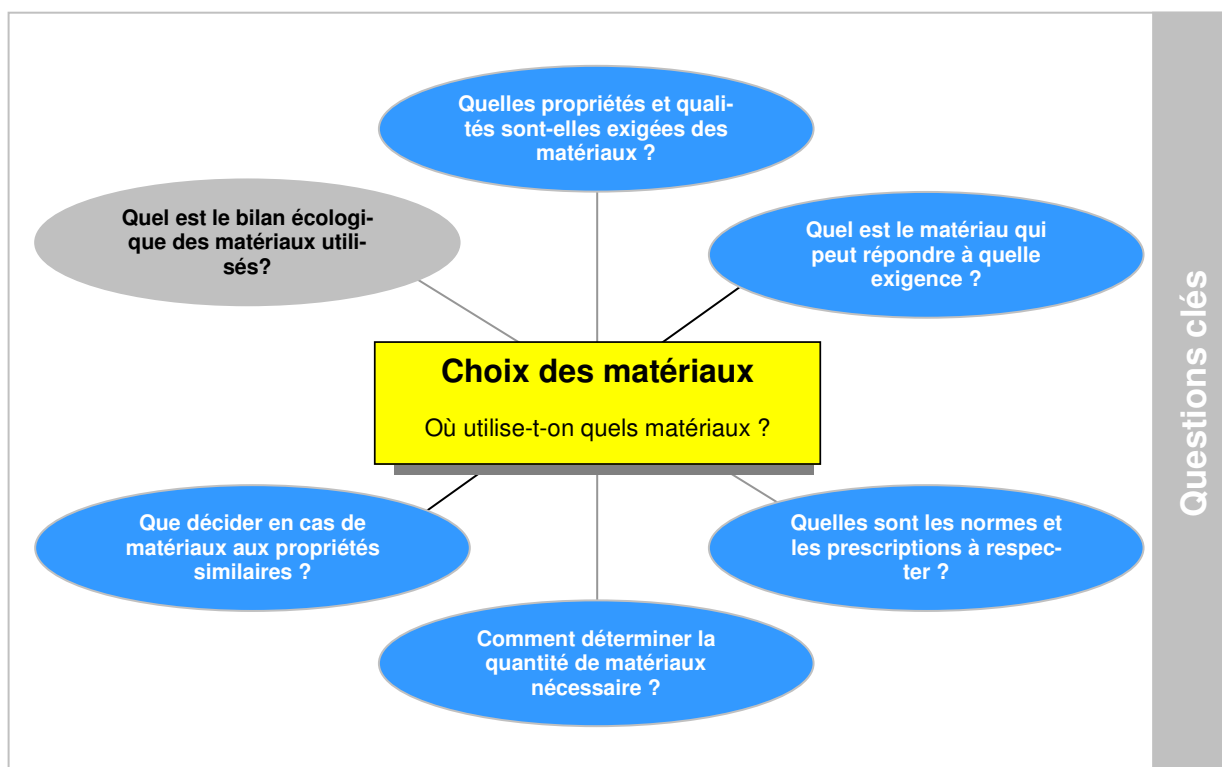 Quelles propriétés et quali-
tés sont-elles exigées des
matériaux ?
Quel est le bilan écologi-
que des matériaux utili-
sés?
Quel est le matériau qui
peut répondre à quelle
exigence ?
Choix des matériaux
Où utilise-t-on quels matériaux ?
Que décider en cas de
matériaux aux propriétés
similaires ?
Quelles sont les normes et
les prescriptions à respec-
ter ?
Comment déterminer la
quantité de matériaux
nécessaire ?
Questions clés